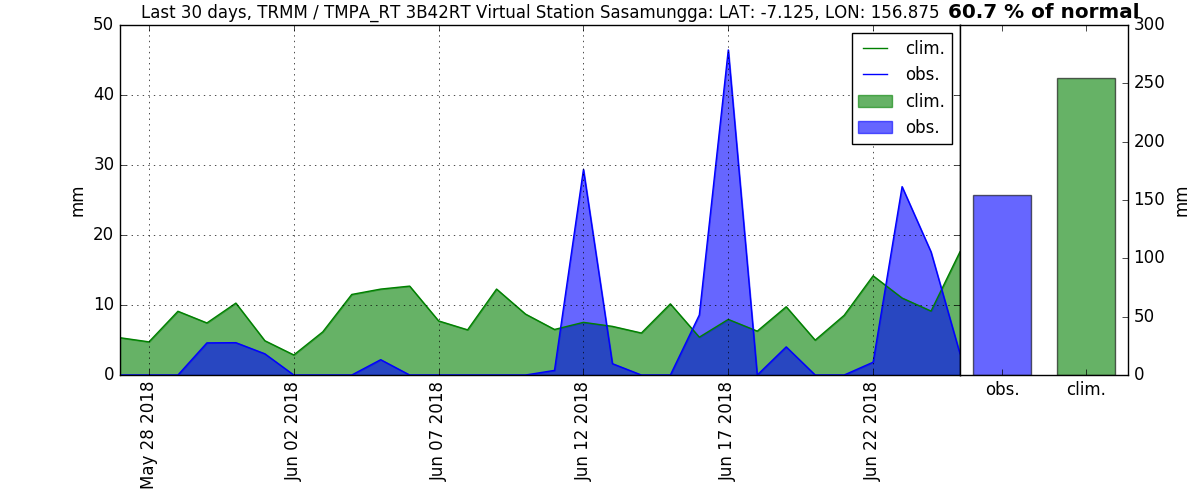 Last 30 days, TRMM / TMPA_RT 3B42RT Virtual Station Sasamungga: LAT: -7.125, LON: 156.875 60.7 % of normal
50
40
30
20
10
0
mm
May 28 2018
Jun 02 2018
Jun 07 2018
Jun 12 2018
Jun 17 2018
Jun 22 2018
clim.
obs.
clim.
obs.
300
250
200
150
100
50
0
mm
obs.
clim.